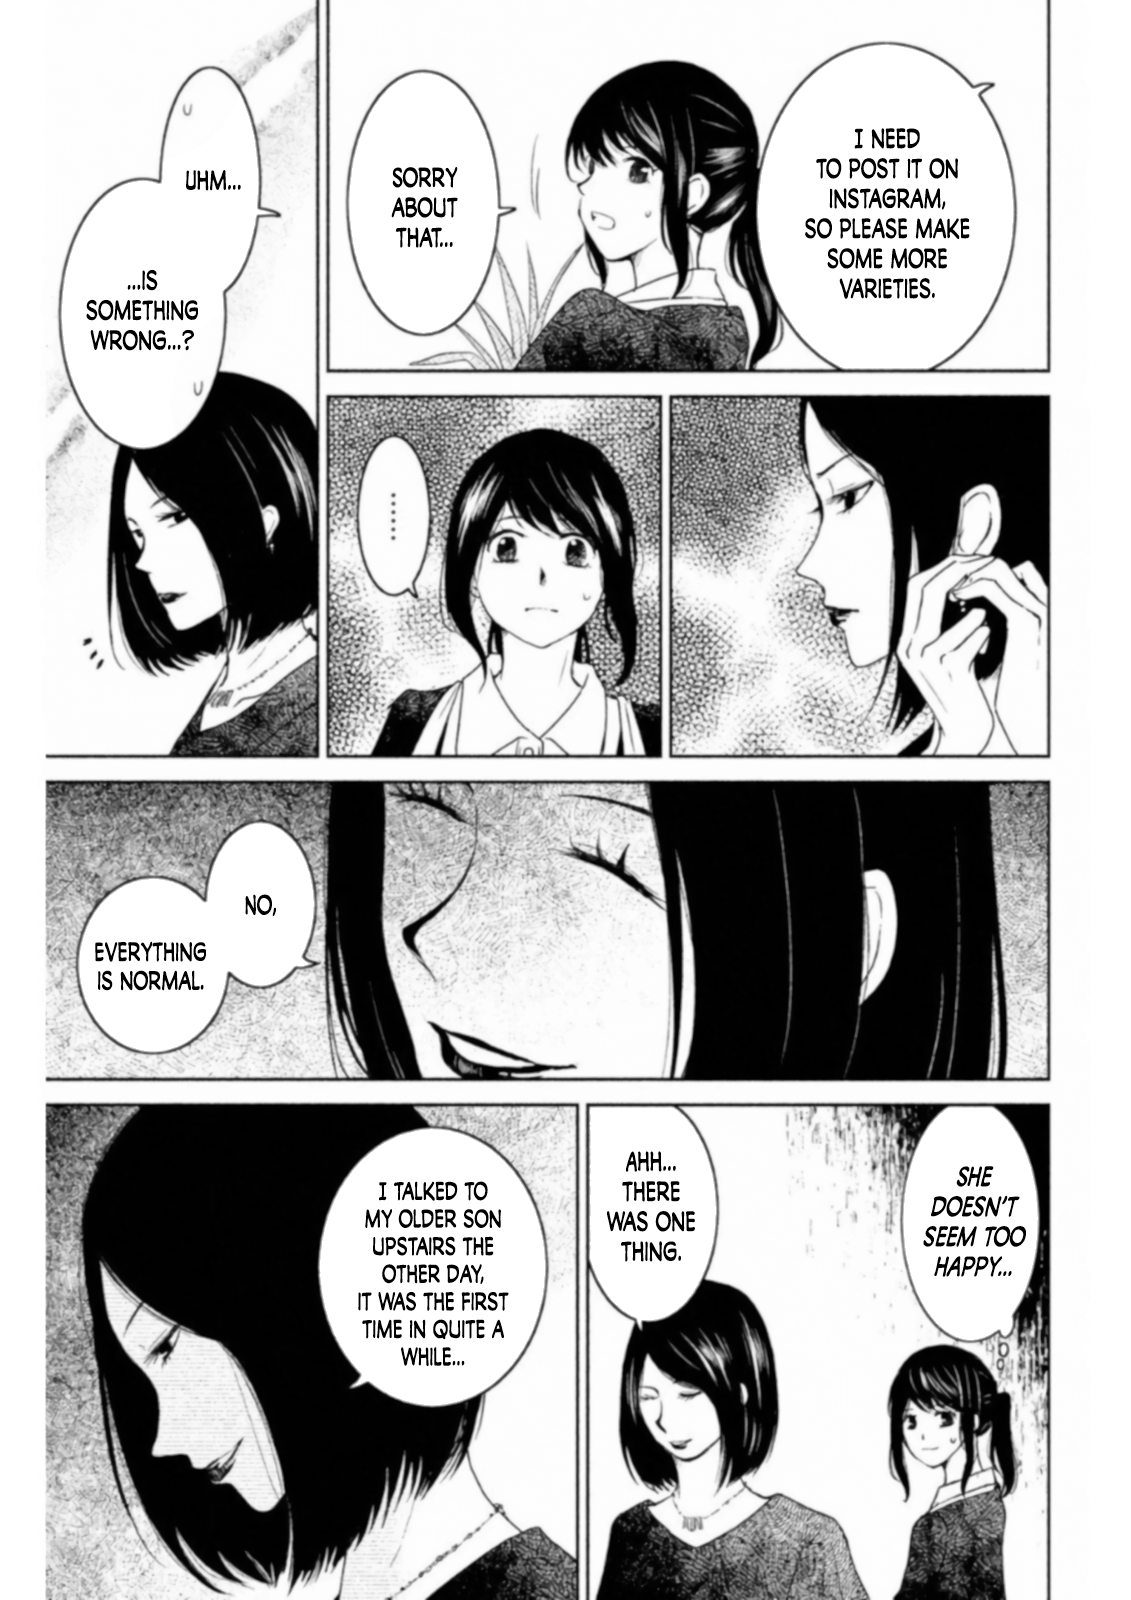 I NEED
TO POST IT ON
INSTAGRAM,
SO PLEASE MAKE
SOME MORE
VARIETIES.
SORRY
ABOUT
THAT...
UHM...
...IS
SOMETHING
WRONG...?
......
NO,
EVERYTHING
IS NORMAL.
SHE
DOESN'T
SEEM TOO
HAPPY...
AHH...
THERE
WAS ONE
THING.
I TALKED TO
MY OLDER SON
UPSTAIRS THE
OTHER DAY,
IT WAS THE FIRST
TIME IN QUITE A
WHILE...